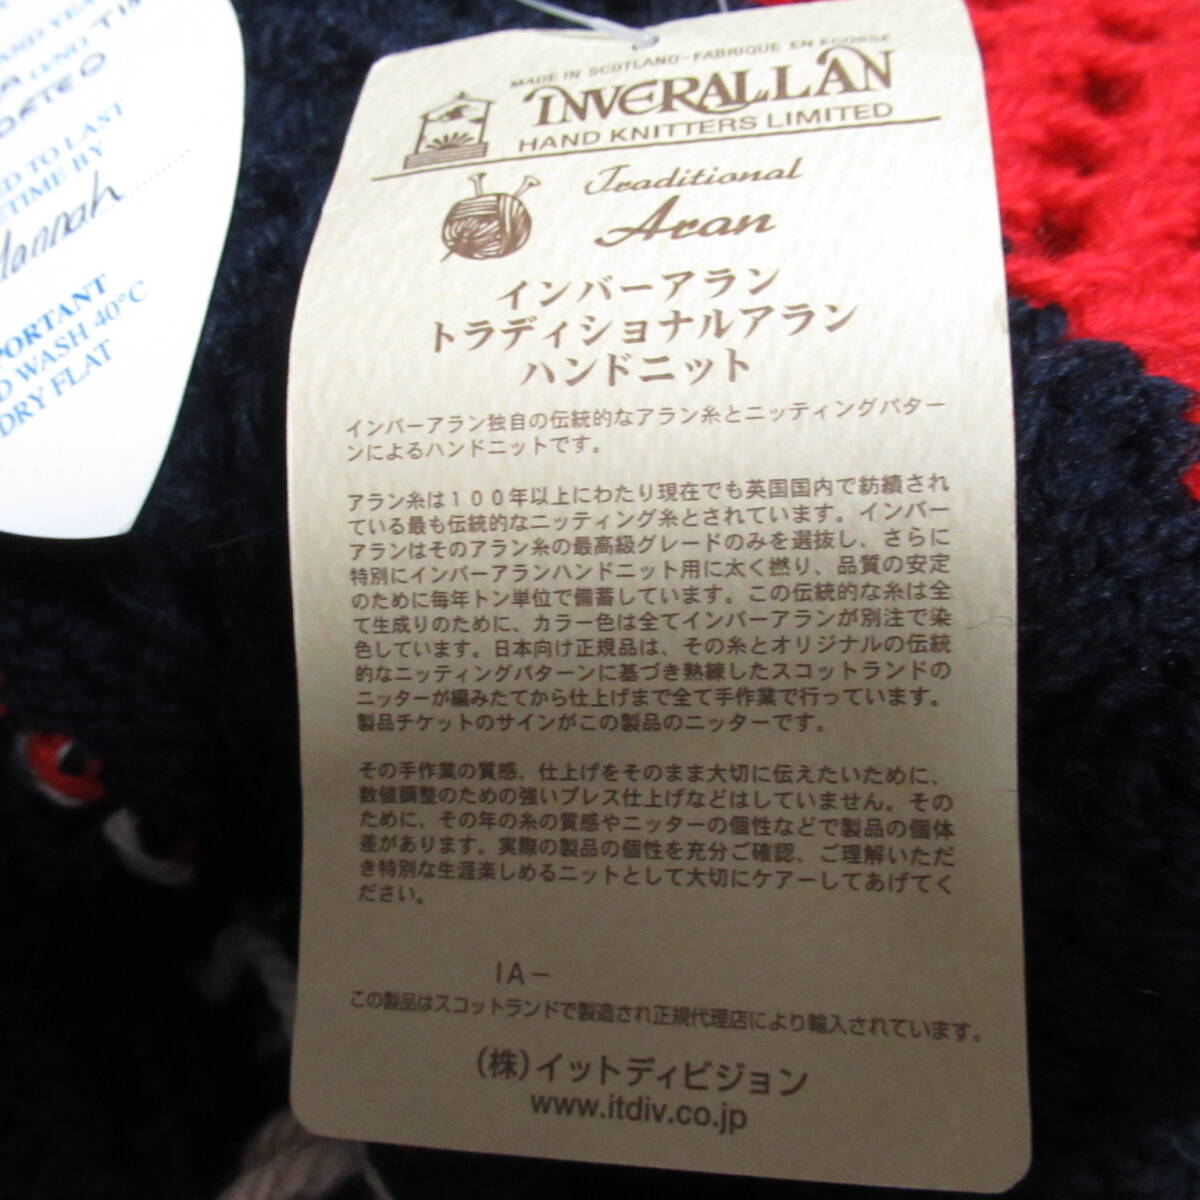 AND YEA
GUARANTEED TO LAST
A LIFETIME BY
Hannah
IMPORTANT
HAND WASH 40°C
DRY FLAT
MADE IN SCOTLAND-FABRIQUE EN ECOSSE
INVERALLAN
HAND KNITTERS LIMITED
Traditional
Aran
インバーアラン
トラディショナルアラン
ハンドニット
インバーアラン独自の伝統的なアラン糸とニッティングパター
ンによるハンドニットです。
アラン糸は１００年以上にわたり現在でも英国国内で紡績され
ている最も伝統的なニッティング糸とされています。インバー
アランはそのアラン糸の最高級グレードのみを選抜し、さらに
特別にインバーアランハンドニット用に太く撚り、品質の安定
のために毎年トン単位で備蓄しています。この伝統的な糸は全
て生成りのために、カラー色は全てインバーアランが別注で染
色しています。日本向け正規品は、その糸とオリジナルの伝統
的なニッティングパターンに基づき熟練したスコットランドの
ニッターが編みたてから仕上げまで全て手作業で行っています。
製品チケットのサインがこの製品のニッターです。
その手作業の質感、仕上げをそのまま大切に伝えたいために、
数値調整のための強いプレス仕上げなどはしていません。その
ために、その年の糸の質感やニッターの個性などで製品の個体
差があります。実際の製品の個性を充分ご確認、ご理解いただ
き特別な生涯楽しめるニットとして大切にケアーしてあげてく
ださい。
IA−
この製品はスコットランドで製造され正規代理店により輸入されています。
（株）イットディビジョン
www.itdiv.co.jp